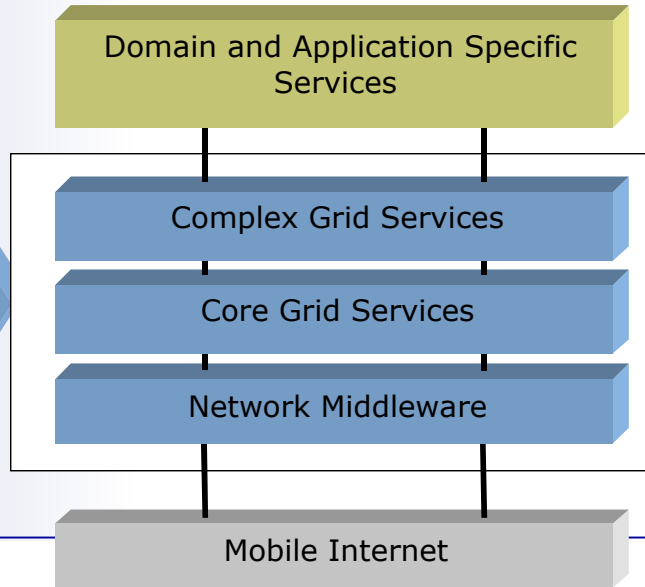 Domain and Application Specific
Services
Complex Grid Services
Core Grid Services
Network Middleware
Mobile Internet